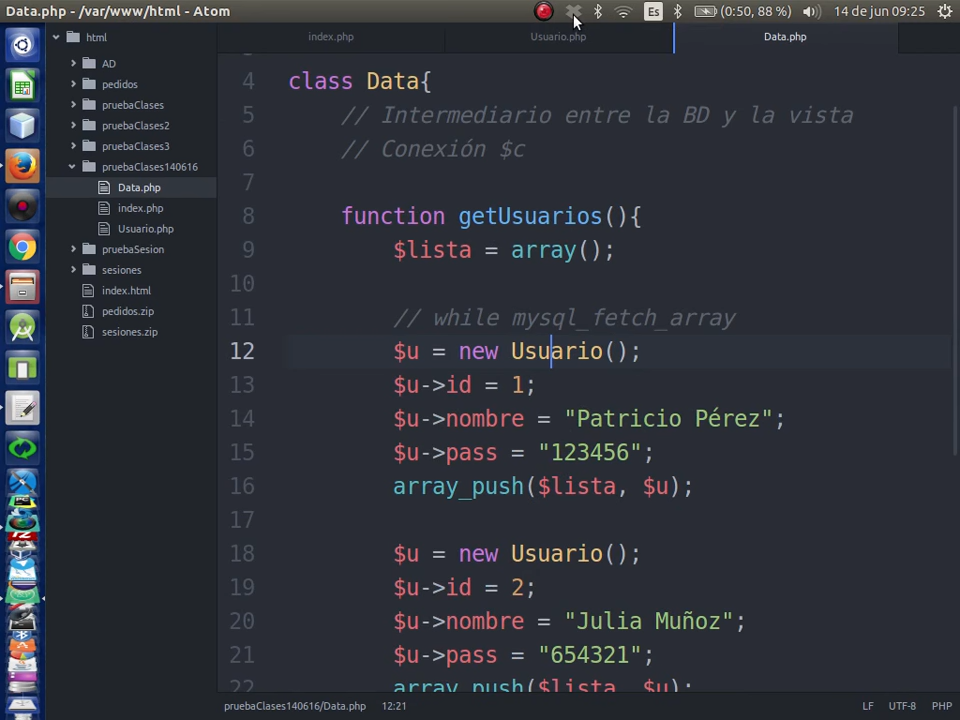 Data.php - /var/www/html - Atom
Es
(0:50, 88 %)
14 de jun 09:25
html
AD
pedidos
pruebaClases
pruebaClases2
pruebaClases3
pruebaClases140616
Data.php
index.php
Usuario.php
pruebaSesion
sesiones
index.html
pedidos.zip
sesiones.zip
index.php
Usuario.php
Data.php
4 class Data{
5 // Intermediario entre la BD y la vista
6 // Conexión $c
7
8 function getUsuarios(){
9 $lista = array();
10
11 // while mysql_fetch_array
12 $u = new Usuario();
13 $u->id = 1;
14 $u->nombre = "Patricio Pérez";
15 $u->pass = "123456";
16 array_push($lista, $u);
17
18 $u = new Usuario();
19 $u->id = 2;
20 $u->nombre = "Julia Muñoz";
21 $u->pass = "654321";
22 array_push($lista, $u);
pruebaClases140616/Data.php 12:21
LF UTF-8 PHP